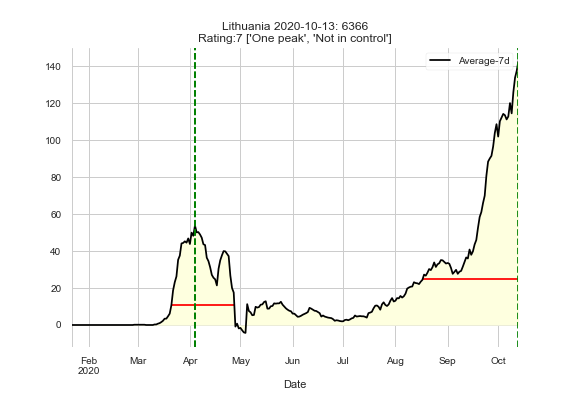 Lithuania 2020-10-13: 6366
Rating:7 ['One peak', 'Not in control']
Average-7d
140
120
100
80
60
40
20
0
Feb Mar Apr May Jun Jul Aug Sep Oct
2020
Date